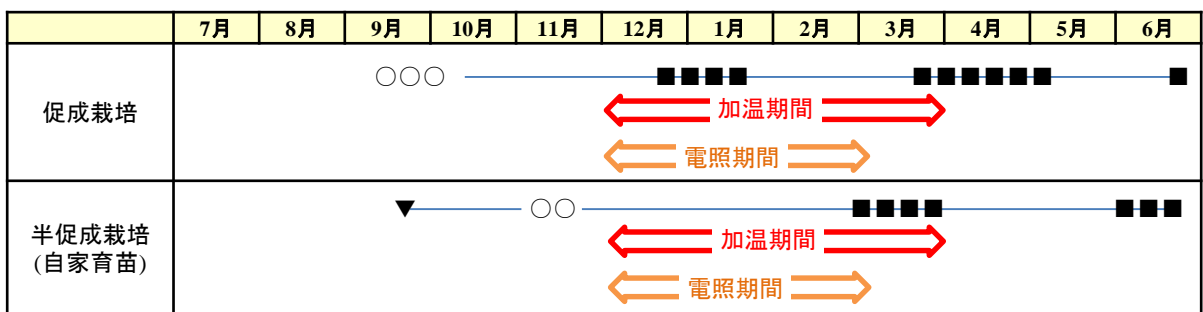 7月 8月 9月 10月 11月 12月 1月 2月 3月 4月 5月 6月
促成栽培
○○○ ■■■■ ■■■■■■ ■
加温期間
電照期間
半促成栽培
(自家育苗)
▼ ○○ ■■■■ ■■■
加温期間
電照期間